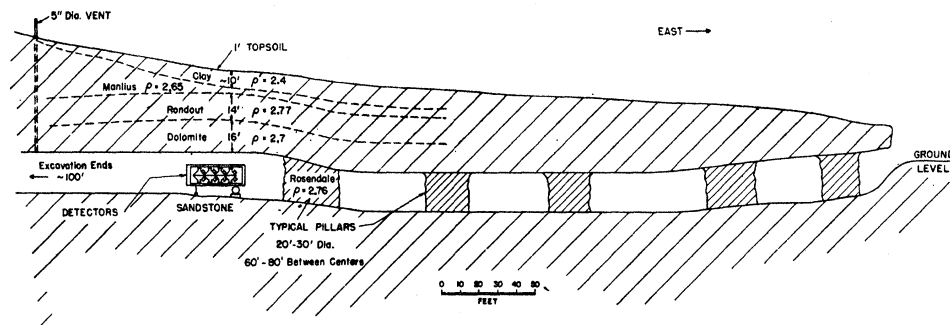 5" Dia. VENT
EAST
1' TOPSOIL
Clay ~10' ρ = 2.4
Manlius ρ = 2.65
Rondout 14' ρ = 2.77
Dolomite 16' ρ = 2.7
Excavation Ends
~100'
GROUND
LEVEL
Rosendale
ρ = 2.76
DETECTORS
SANDSTONE
TYPICAL PILLARS
20'-30' Dia.
60' - 80' Between Centers
0 10 20 30 40 50
FEET